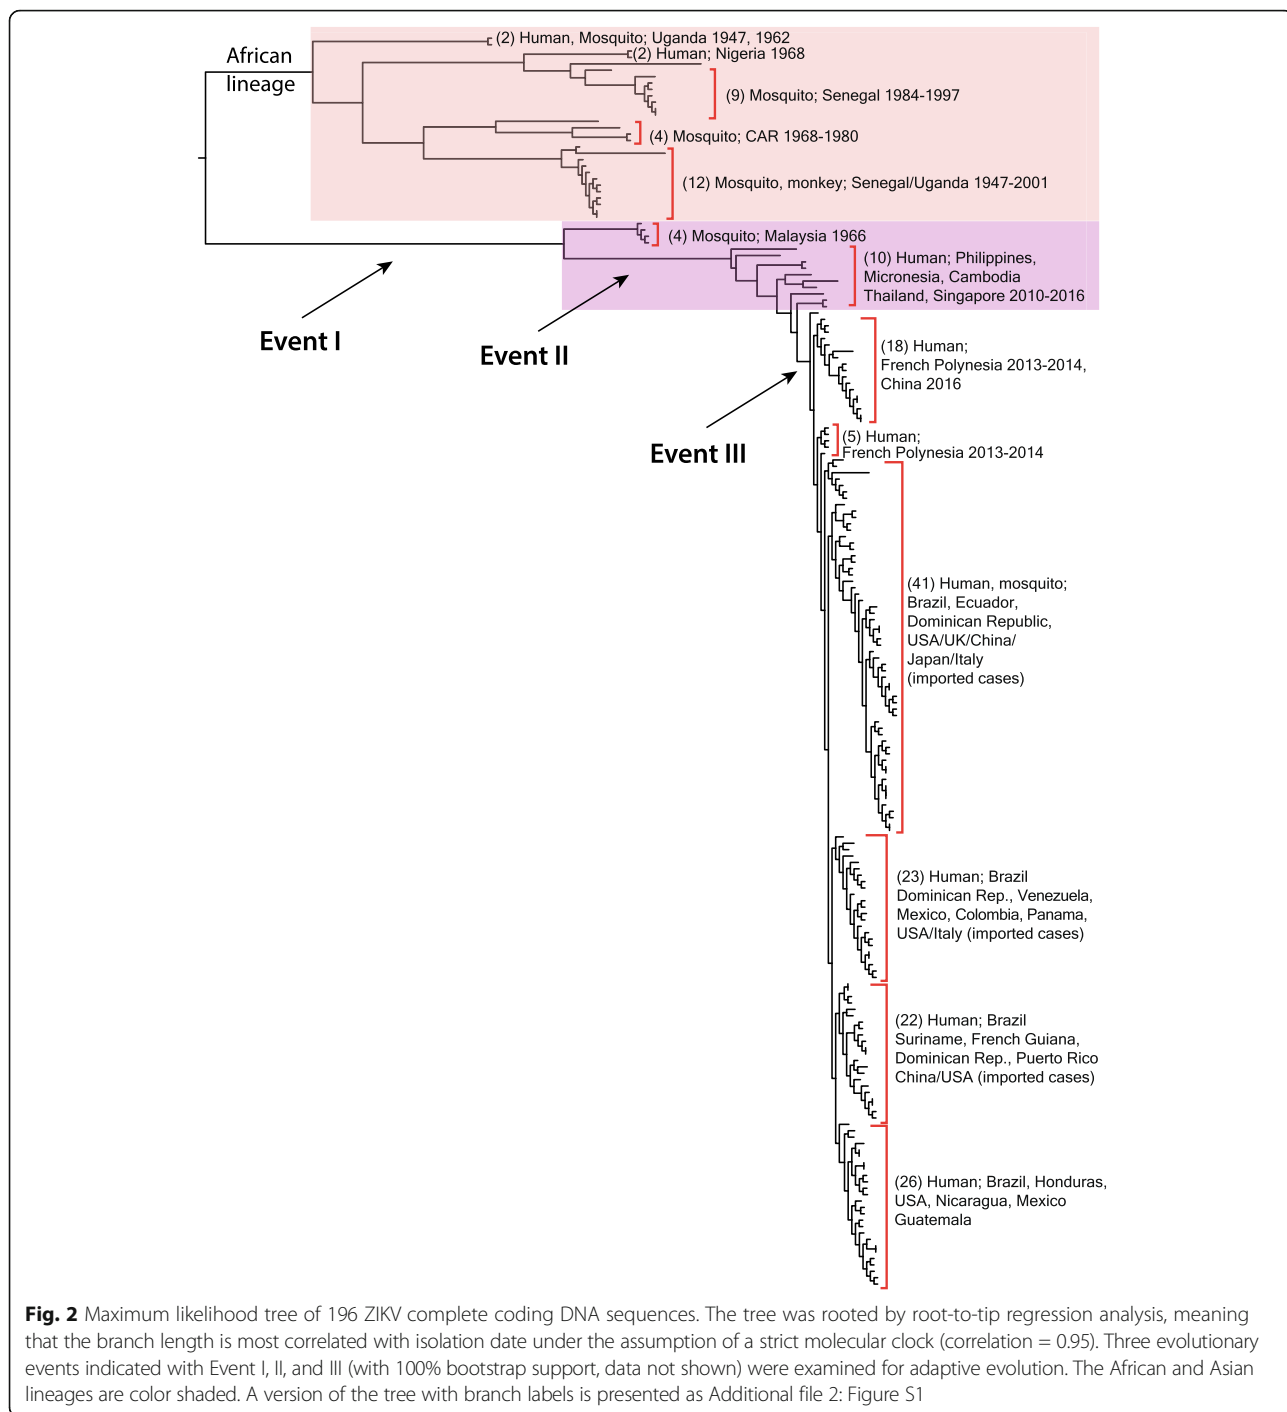 African
lineage
(2) Human, Mosquito; Uganda 1947, 1962
(2) Human; Nigeria 1968
(9) Mosquito; Senegal 1984-1997
(4) Mosquito; CAR 1968-1980
(12) Mosquito, monkey; Senegal/Uganda 1947-2001
(4) Mosquito; Malaysia 1966
(10) Human; Philippines,
Micronesia, Cambodia
Thailand, Singapore 2010-2016
Event I
Event II
Event III
(18) Human;
French Polynesia 2013-2014,
China 2016
(5) Human;
French Polynesia 2013-2014
(41) Human, mosquito;
Brazil, Ecuador,
Dominican Republic,
USA/UK/China/
Japan/Italy
(imported cases)
(23) Human; Brazil
Dominican Rep., Venezuela,
Mexico, Colombia, Panama,
USA/Italy (imported cases)
(22) Human; Brazil
Suriname, French Guiana,
Dominican Rep., Puerto Rico
China/USA (imported cases)
(26) Human; Brazil, Honduras,
USA, Nicaragua, Mexico
Guatemala
Fig. 2 Maximum likelihood tree of 196 ZIKV complete coding DNA sequences. The tree was rooted by root-to-tip regression analysis, meaning
that the branch length is most correlated with isolation date under the assumption of a strict molecular clock (correlation = 0.95). Three evolutionary
events indicated with Event I, II, and III (with 100% bootstrap support, data not shown) were examined for adaptive evolution. The African and Asian
lineages are color shaded. A version of the tree with branch labels is presented as Additional file 2: Figure S1